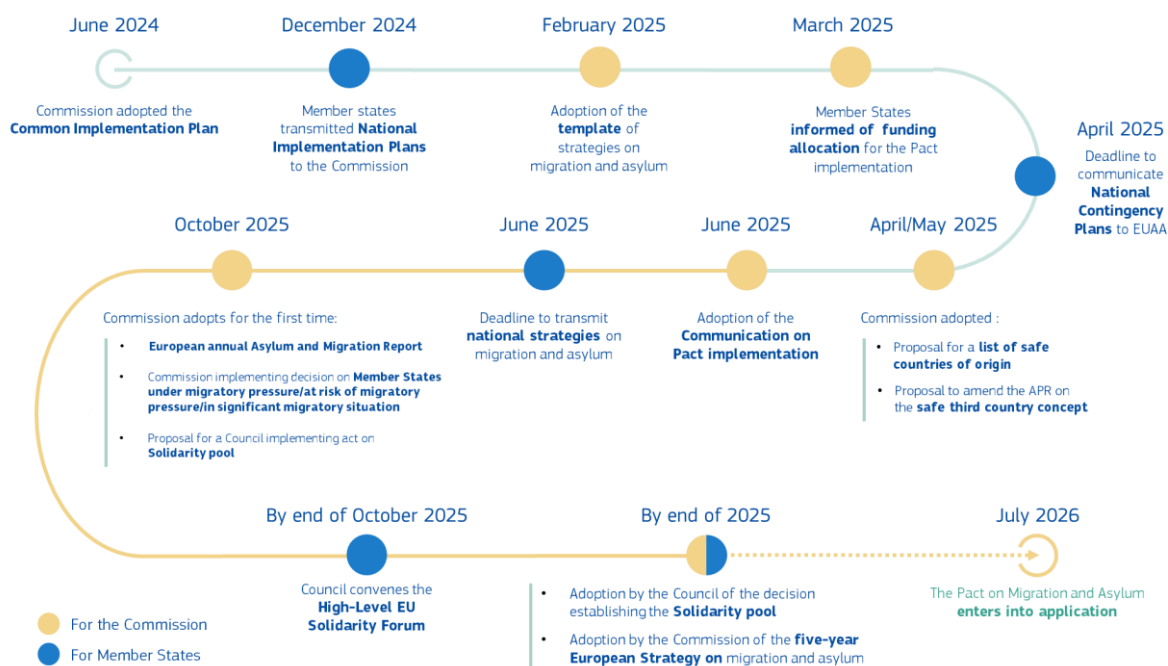 June 2024
Commission adopted the
Common Implementation Plan
December 2024
Member states
transmitted National
Implementation Plans
to the Commission
February 2025
Adoption of the
template of
strategies on
migration and asylum
March 2025
Member States
informed of funding
allocation for the Pact
implementation
April 2025
Deadline to
communicate
National
Contingency
Plans to EUAA
April/May 2025
Commission adopted :
• Proposal for a list of safe
countries of origin
• Proposal to amend the APR on
the safe third country concept
June 2025
Adoption of the
Communication on
Pact implementation
June 2025
Deadline to transmit
national strategies on
migration and asylum
October 2025
Commission adopts for the first time:
• European annual Asylum and Migration Report
• Commission implementing decision on Member States
under migratory pressure/at risk of migratory
pressure/in significant migratory situation
• Proposal for a Council implementing act on
Solidarity pool
By end of October 2025
Council convenes the
High-Level EU
Solidarity Forum
By end of 2025
• Adoption by the Council of the decision
establishing the Solidarity pool
• Adoption by the Commission of the five-year
European Strategy on migration and asylum
July 2026
The Pact on Migration and Asylum
enters into application
For the Commission
For Member States